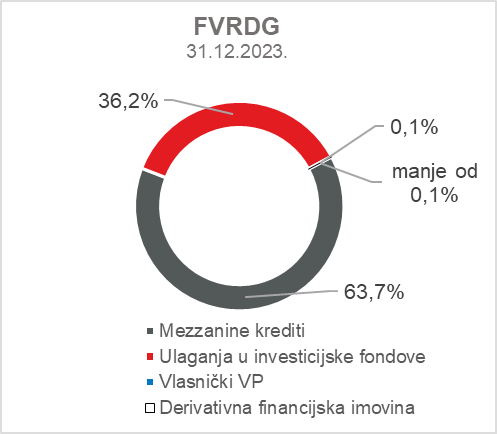 FVRDG
31.12.2023.
36,2%
0,1%
manje od
0,1%
63,7%
Mezzanine krediti
Ulaganja u investicijske fondove
Vlasnički VP
Derivativna financijska imovina